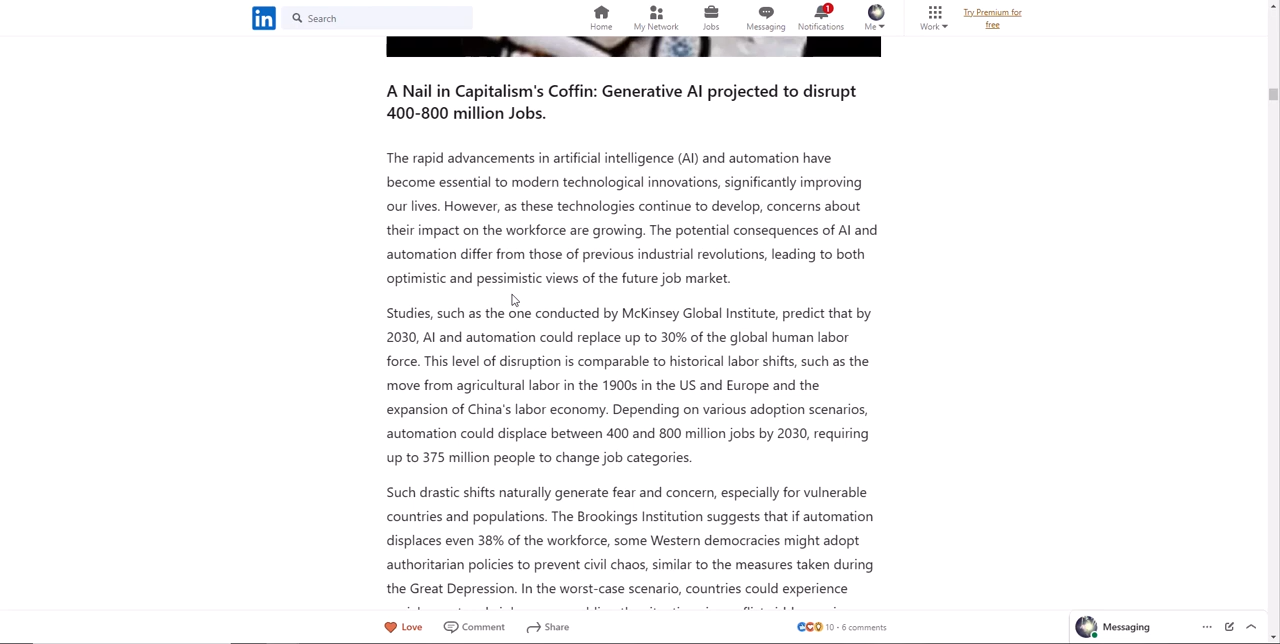 in
Search
Home
My Network
Jobs
Messaging
1
Notifications
Me
Work
Try Premium for
free
A Nail in Capitalism's Coffin: Generative AI projected to disrupt
400-800 million Jobs.
The rapid advancements in artificial intelligence (AI) and automation have
become essential to modern technological innovations, significantly improving
our lives. However, as these technologies continue to develop, concerns about
their impact on the workforce are growing. The potential consequences of AI and
automation differ from those of previous industrial revolutions, leading to both
optimistic and pessimistic views of the future job market.
Studies, such as the one conducted by McKinsey Global Institute, predict that by
2030, AI and automation could replace up to 30% of the global human labor
force. This level of disruption is comparable to historical labor shifts, such as the
move from agricultural labor in the 1900s in the US and Europe and the
expansion of China's labor economy. Depending on various adoption scenarios,
automation could displace between 400 and 800 million jobs by 2030, requiring
up to 375 million people to change job categories.
Such drastic shifts naturally generate fear and concern, especially for vulnerable
countries and populations. The Brookings Institution suggests that if automation
displaces even 38% of the workforce, some Western democracies might adopt
authoritarian policies to prevent civil chaos, similar to the measures taken during
the Great Depression. In the worst-case scenario, countries could experience
Love
Comment
Share
10 - 6 comments
Messaging